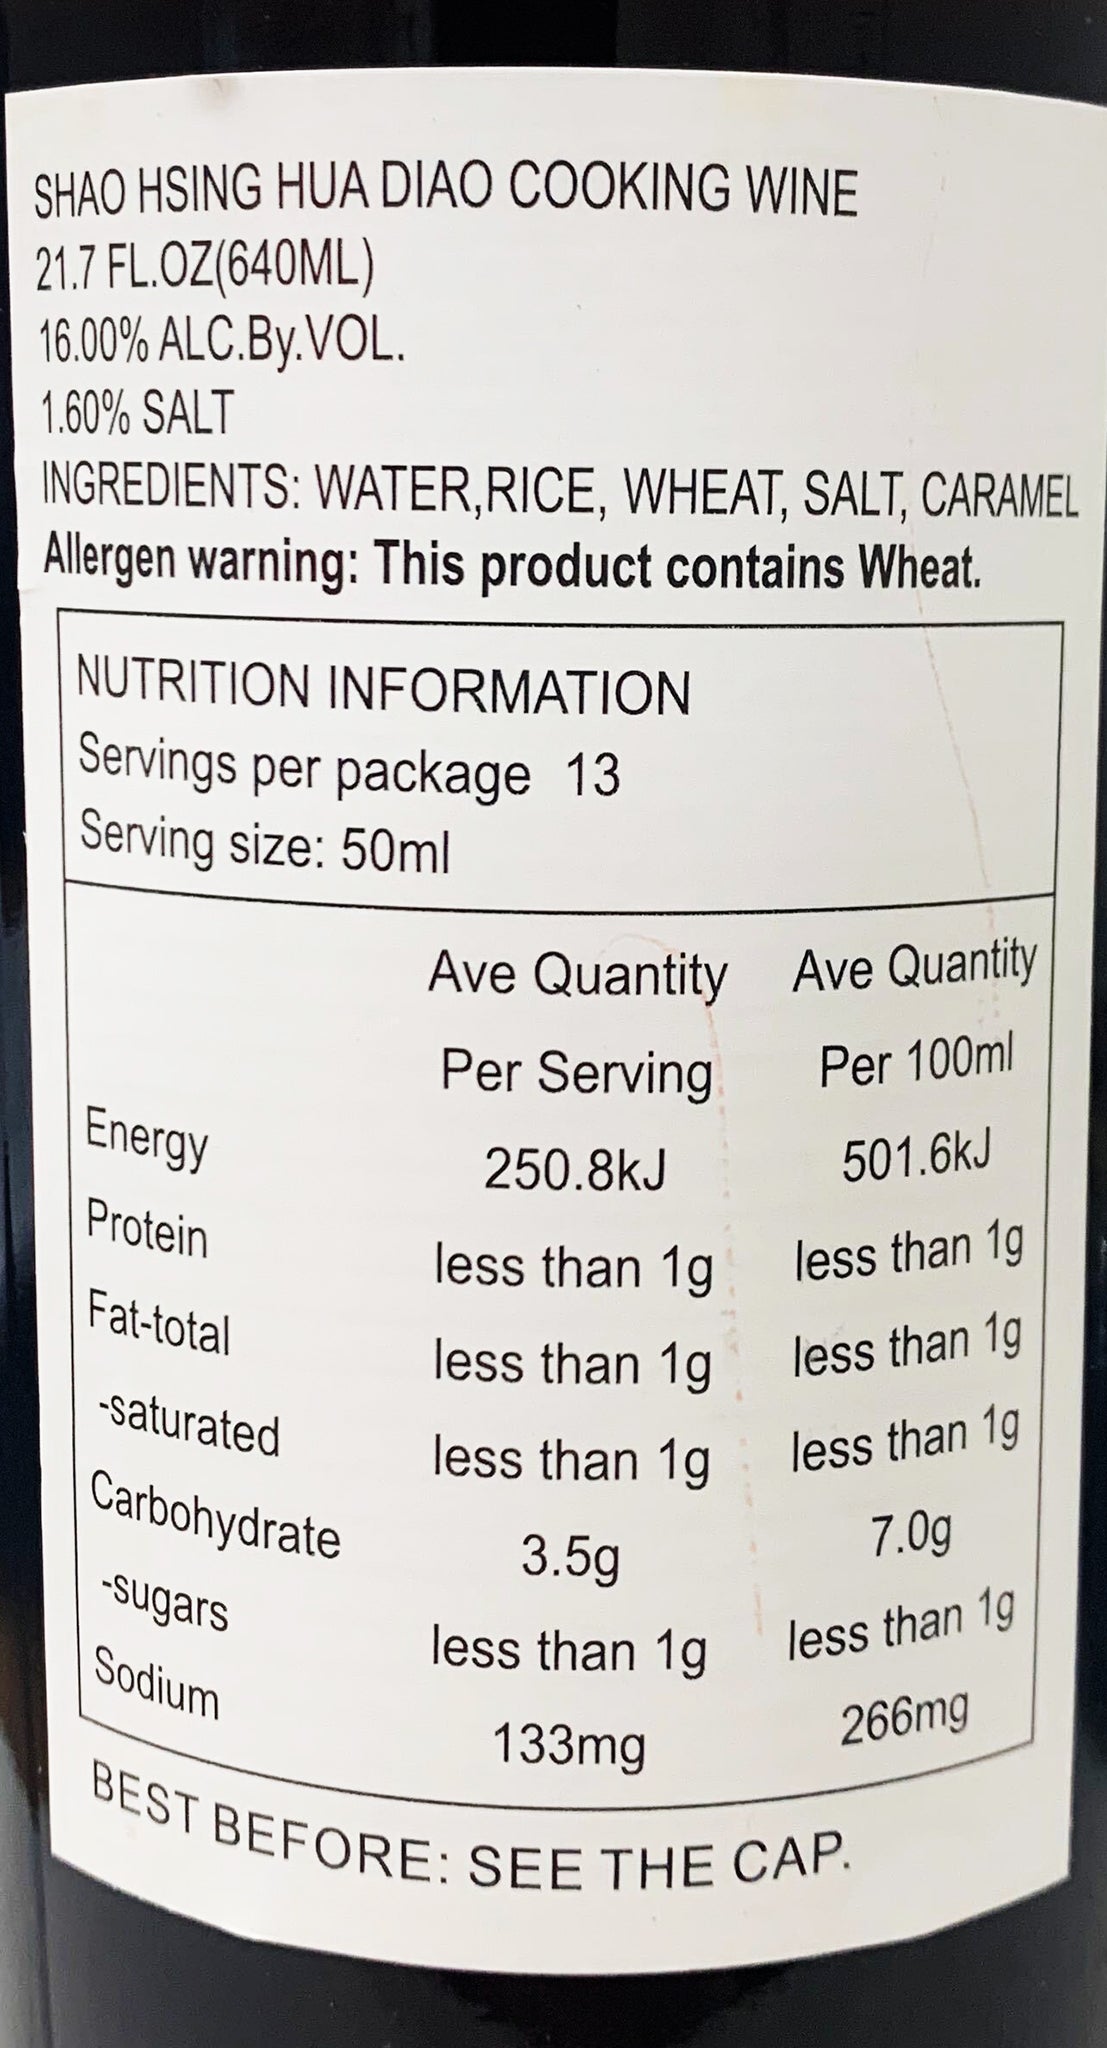 SHAO HSING HUA DIAO COOKING WINE
21.7 FL.OZ(640ML)
16.00% ALC.By.VOL.
1.60% SALT
INGREDIENTS: WATER,RICE, WHEAT, SALT, CARAMEL
Allergen warning: This product contains Wheat.
NUTRITION INFORMATION
Servings per package 13
Serving size: 50ml
Ave Quantity Ave Quantity
Per Serving Per 100ml
Energy 250.8kJ 501.6kJ
Protein less than 1g less than 1g
Fat-total less than 1g less than 1g
-saturated less than 1g less than 1g
Carbohydrate 3.5g 7.0g
-sugars less than 1g less than 1g
Sodium 133mg 266mg
BEST BEFORE: SEE THE CAP.